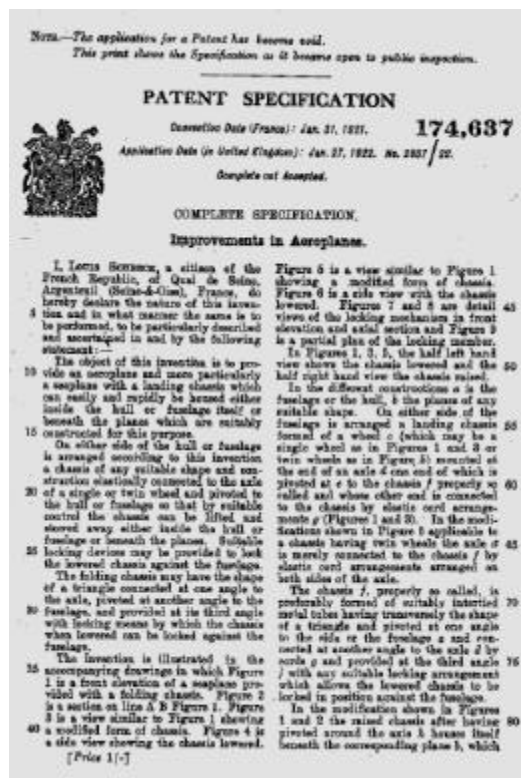 NOTE.—The application for a Patent has become void.
This print shows the Specification as it became open to public inspection.
PATENT SPECIFICATION
Convention Date (France): Jan. 31, 1921.
174,637
Application Date (in United Kingdom): Jan. 27, 1922. No. 2637/22.
Complete not Accepted.
COMPLETE SPECIFICATION.
Improvements in Aeroplanes.
I, LOUIS, a citizen of the
French Republic, of Quai de Seine,
Argenteuil (Seine-&-Oise), France, do
hereby declare the nature of this inven-
5 tion and in what manner the same is to
be performed, to be particularly described
and ascertained in and by the following
statement:—
The object of this invention is to pro-
10 vide an aeroplane and more particularly
a seaplane with a landing chassis which
can easily and rapidly be housed either
inside the hull or fuselage itself or
beneath the planes which are suitably
15 constructed for this purpose.
On either side of the hull or fuselage
is arranged according to this invention
a chassis of any suitable shape and con-
struction elastically connected to the axle
20 of a single or twin wheel and pivoted to
the hull or fuselage so that by suitable
control the chassis can be lifted and
stowed away either inside the hull or
fuselage or beneath the planes. Suitable
25 locking devices may be provided to lock
the lowered chassis against the fuselage.
The folding chassis may have the shape
of a triangle connected at one angle to
the axle, pivoted at another angle to the
30 fuselage, and provided at its third angle
with locking means by which the chassis
when lowered can be locked against the
fuselage.
The invention is illustrated in the
35 accompanying drawings in which Figure
1 is a front elevation of a seaplane pro-
vided with a folding chassis. Figure 2
is a section on line A B Figure 1. Figure
3 is a view similar to Figure 1 showing
40 a modified form of chassis. Figure 4 is
a side view showing the chassis lowered.
[Price 1/-]
Figure 5 is a view similar to Figure 1
showing a modified form of chassis.
Figure 6 is a side view with the chassis
lowered. Figures 7 and 8 are detail 45
views of the locking mechanism in front
elevation and axial section and Figure 9
is a partial plan of the locking member.
In Figures 1, 3, 5, the half left hand
view shows the chassis lowered and the 50
half right hand view the chassis raised.
In the different constructions a is the
fuselage or the hull, b the planes of any
suitable shape. On either side of the
fuselage is arranged a landing chassis 55
formed of a wheel c (which may be a
single wheel as in Figures 1 and 3 or
twin wheels as in Figure 5) mounted at
the end of an axle d one end of which is
pivoted at e to the chassis f properly so 60
called and whose other end is connected
to the chassis by elastic cord arrange-
ments g (Figures 1 and 3). In the modi-
fications shown in Figure 5 applicable to
a chassis having twin wheels the axle d 65
is merely connected to the chassis f by
elastic cord arrangements arranged on
both sides of the axle.
The chassis f, properly so called, is
preferably formed of suitably intertied 70
metal tubes having transversely the shape
of a triangle and pivoted at one angle
to the side or the fuselage a and con-
nected at another angle to the axle d by
cords g and provided at the third angle 75
j with any suitable locking arrangement
which allows the lowered chassis to be
locked in position against the fuselage.
In the modification shown in Figures
1 and 2 the raised chassis after having 80
pivoted around the axis h houses itself
beneath the corresponding plane b, which